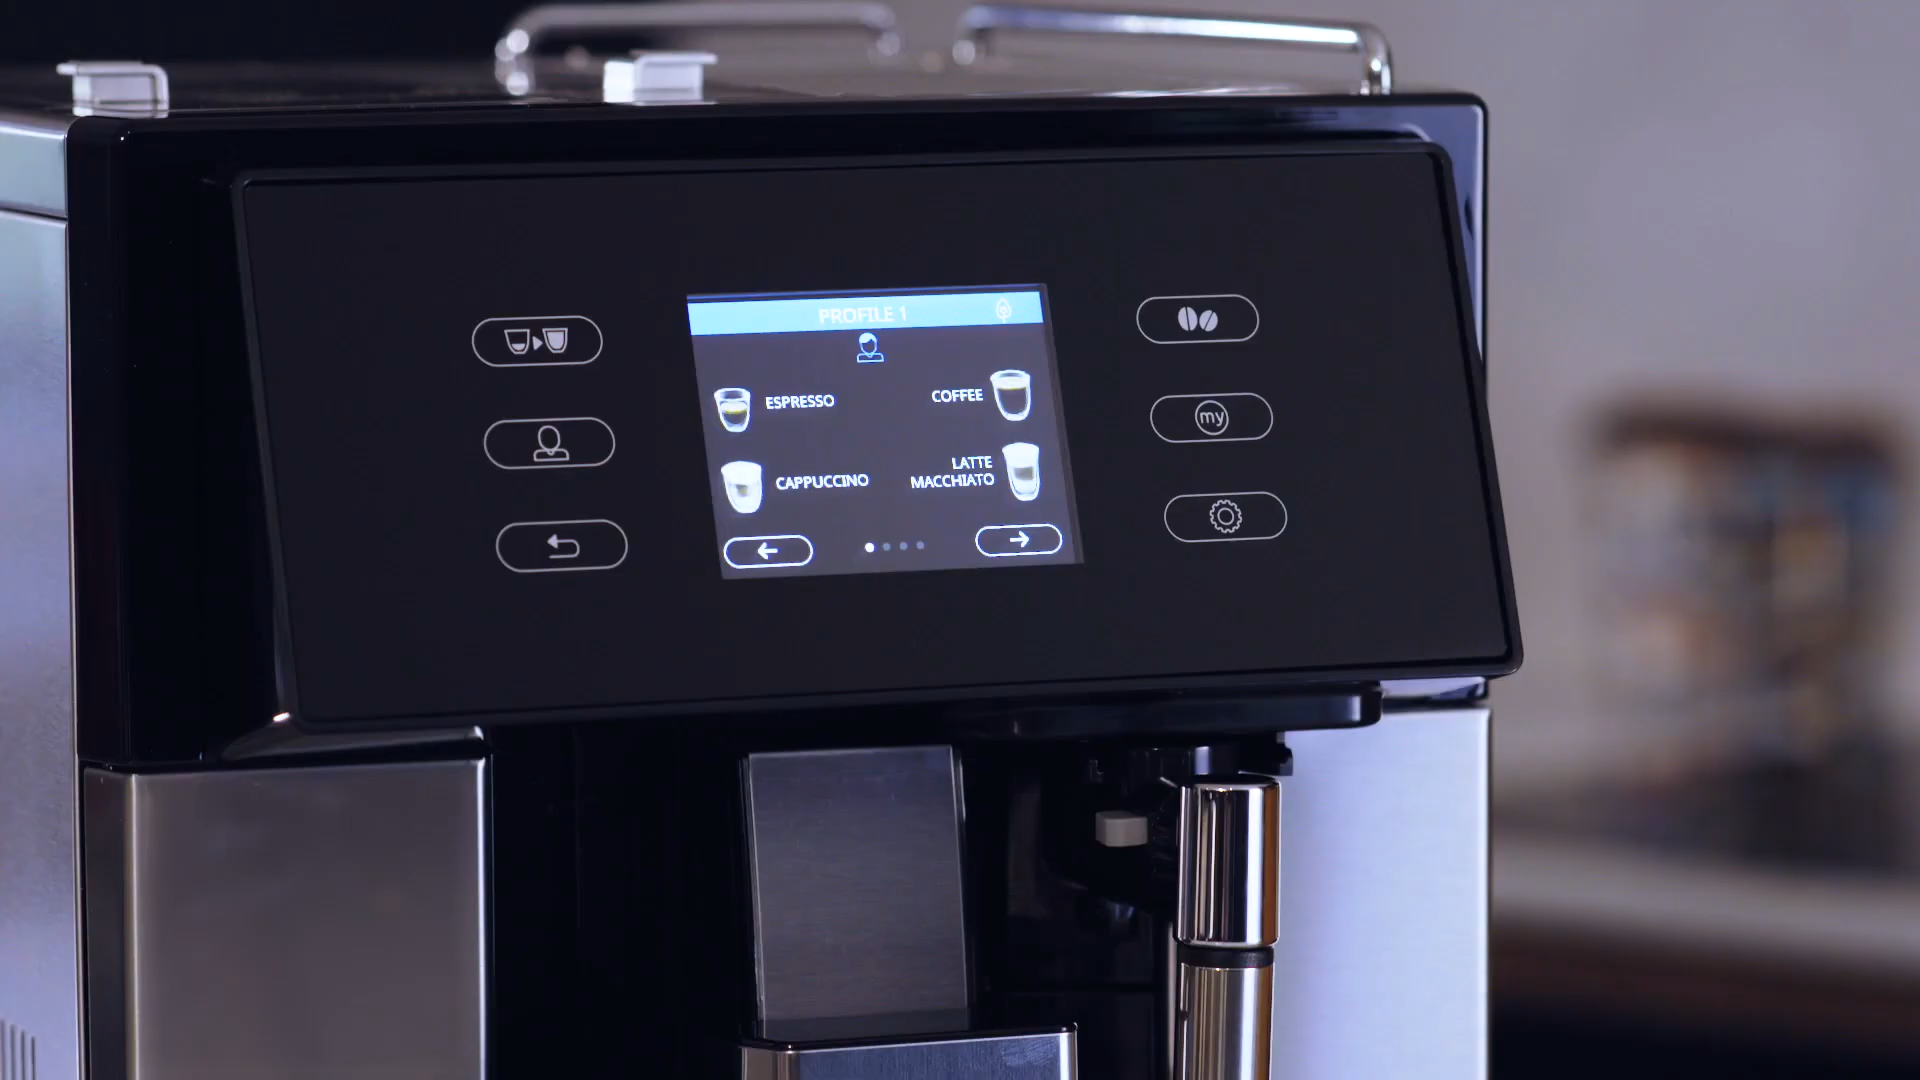 PROFILE 1
ESPRESSO
COFFEE
CAPPUCCINO
LATTE
MACCHIATO
my